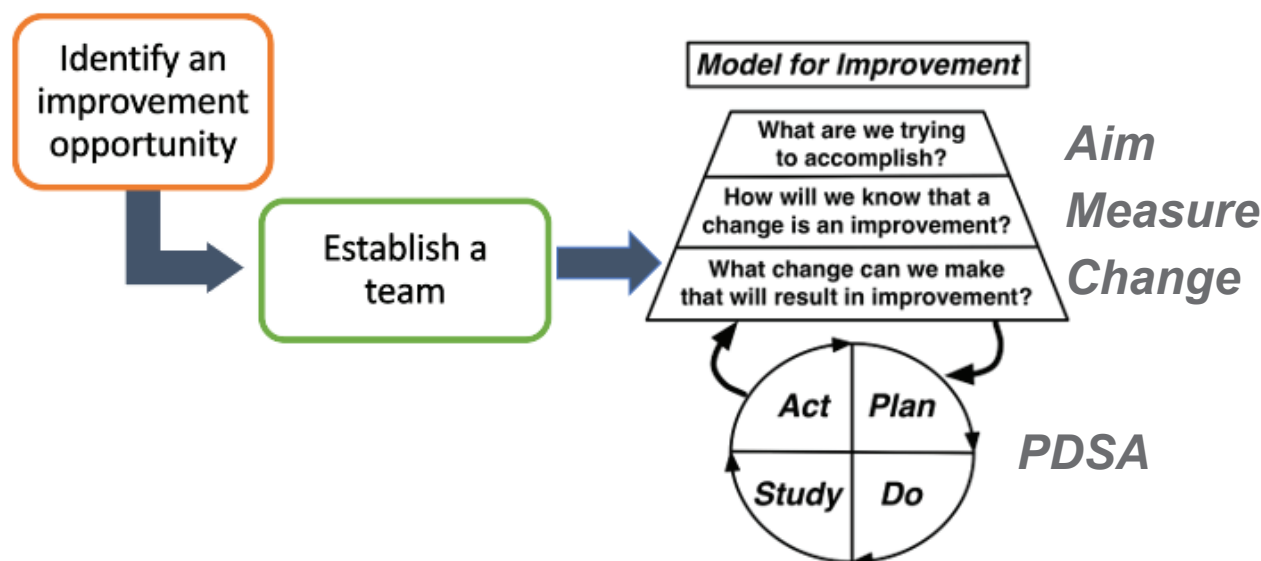 Identify an
improvement
opportunity
Establish a
team
Model for Improvement
What are we trying
to accomplish?
How will we know that a
change is an improvement?
What change can we make
that will result in improvement?
Aim
Measure
Change
Act
Plan
Study
Do
PDSA